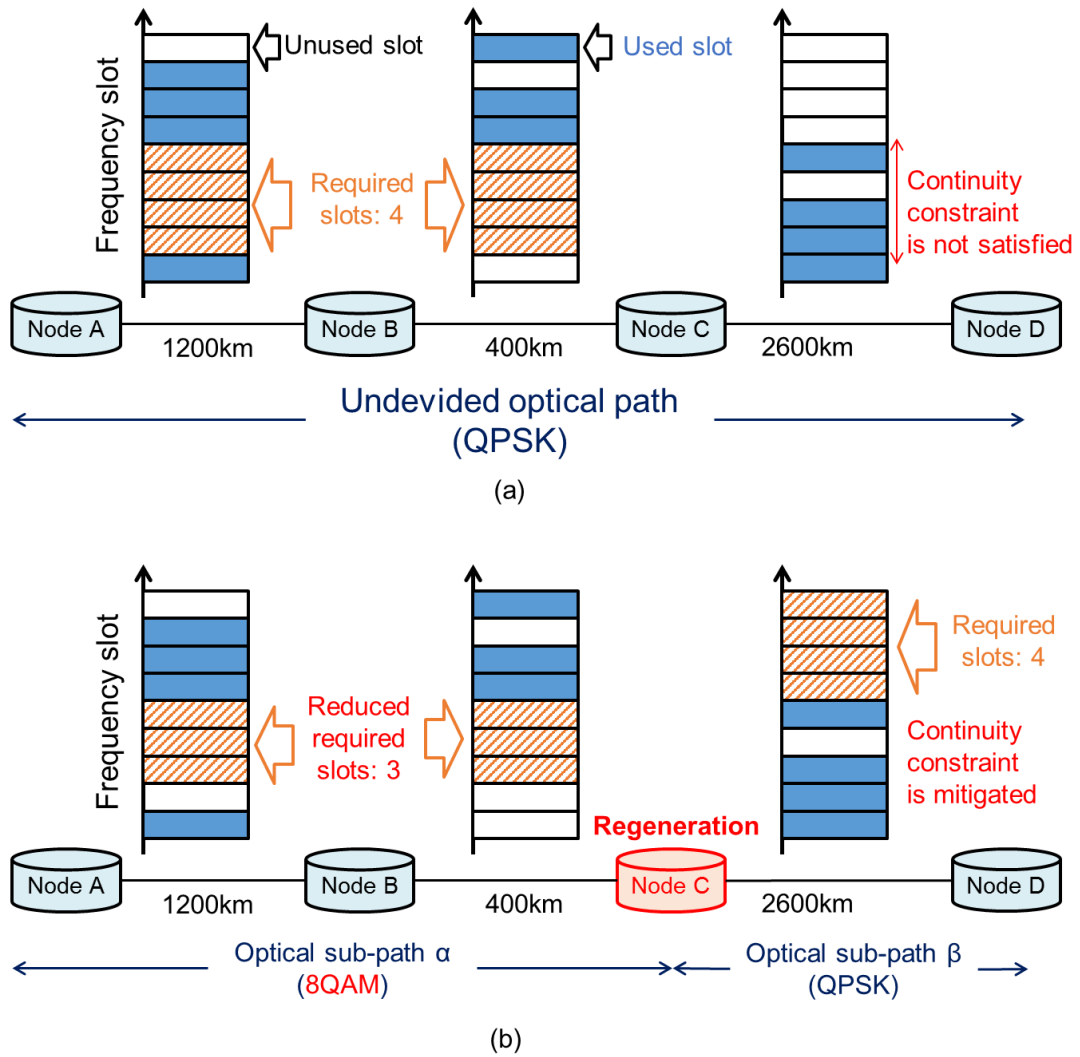 Unused slot
Used slot
Frequency slot
Required
slots: 4
Continuity
constraint
is not satisfied
Node A
Node B
Node C
Node D
1200km
400km
2600km
Undevided optical path
(QPSK)
(a)
Frequency slot
Reduced
required
slots: 3
Required
slots: 4
Continuity
constraint
is mitigated
Regeneration
Node A
Node B
Node C
Node D
1200km
400km
2600km
Optical sub-path α
(8QAM)
Optical sub-path β
(QPSK)
(b)